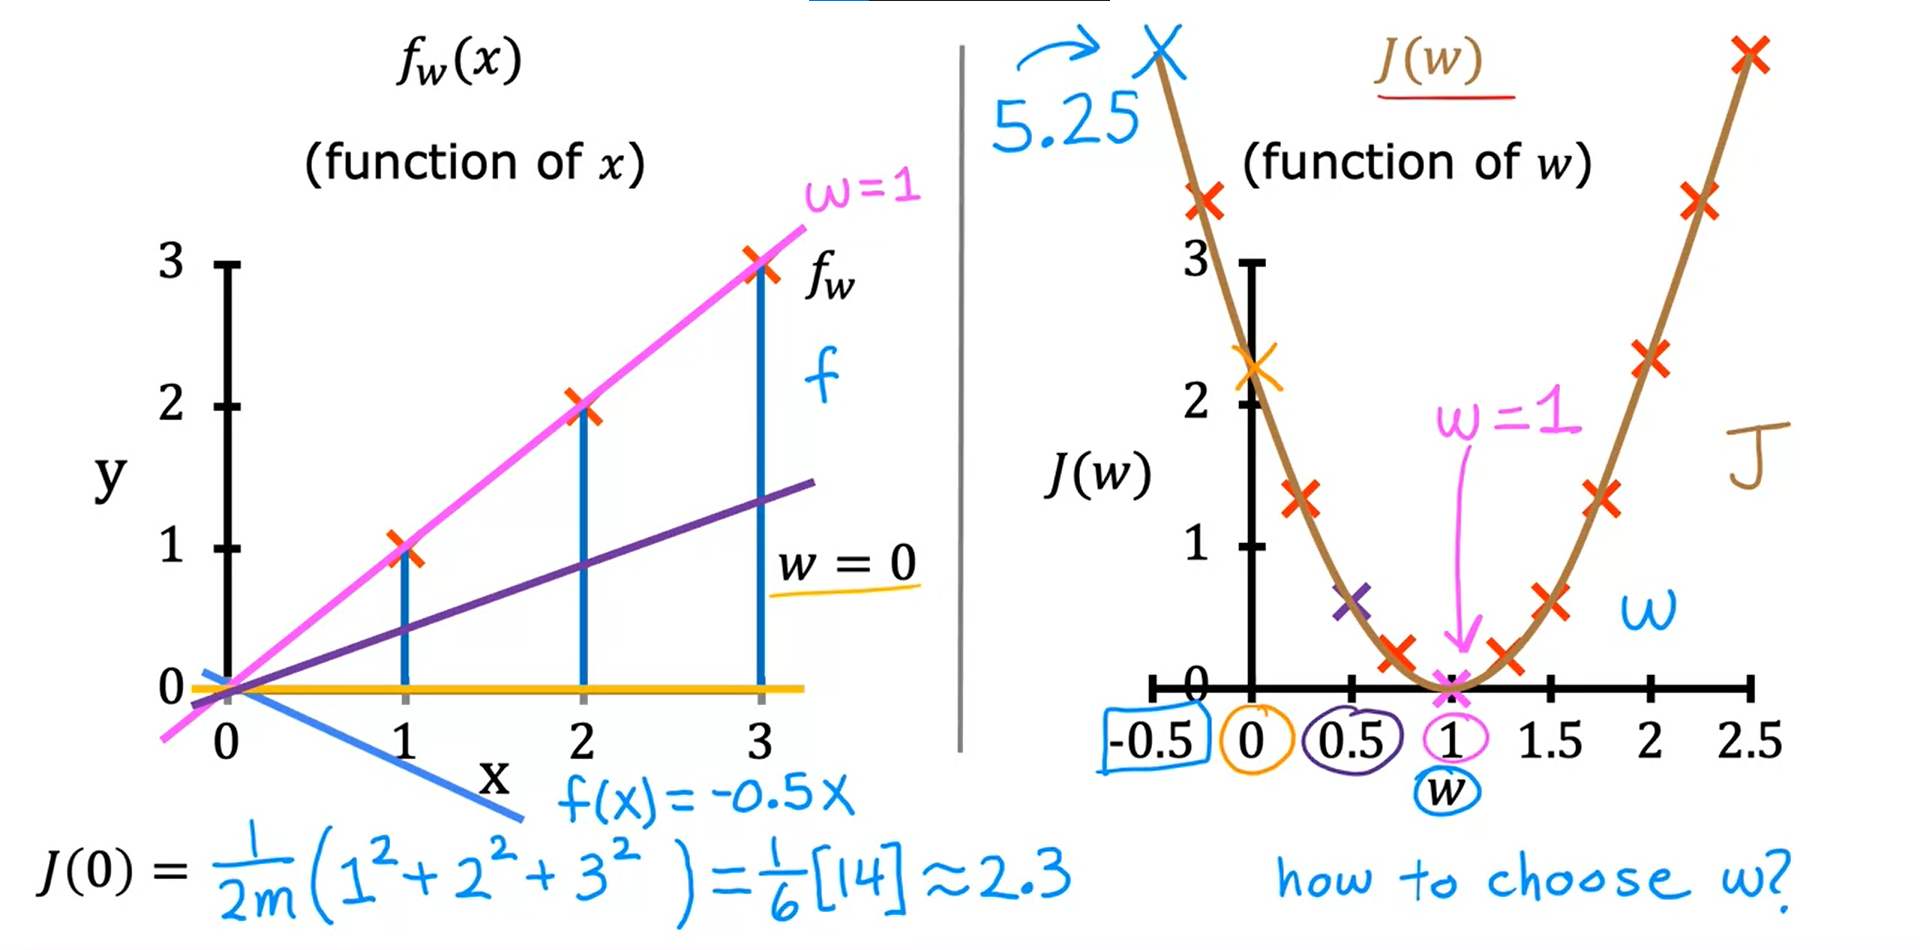 f_w(x)
(function of x)
w=1
3
f_w
f
2
y
1
w = 0
0
0 1 2 3
x
f(x) = -0.5x
J(0) = 1/2m (1² + 2² + 3²) = 1/6 [14] ≈ 2.3
5.25
J(w)
(function of w)
3
2
w=1
J
J(w)
1
w
0
-0.5 0 0.5 1 1.5 2 2.5
w
how to choose w?